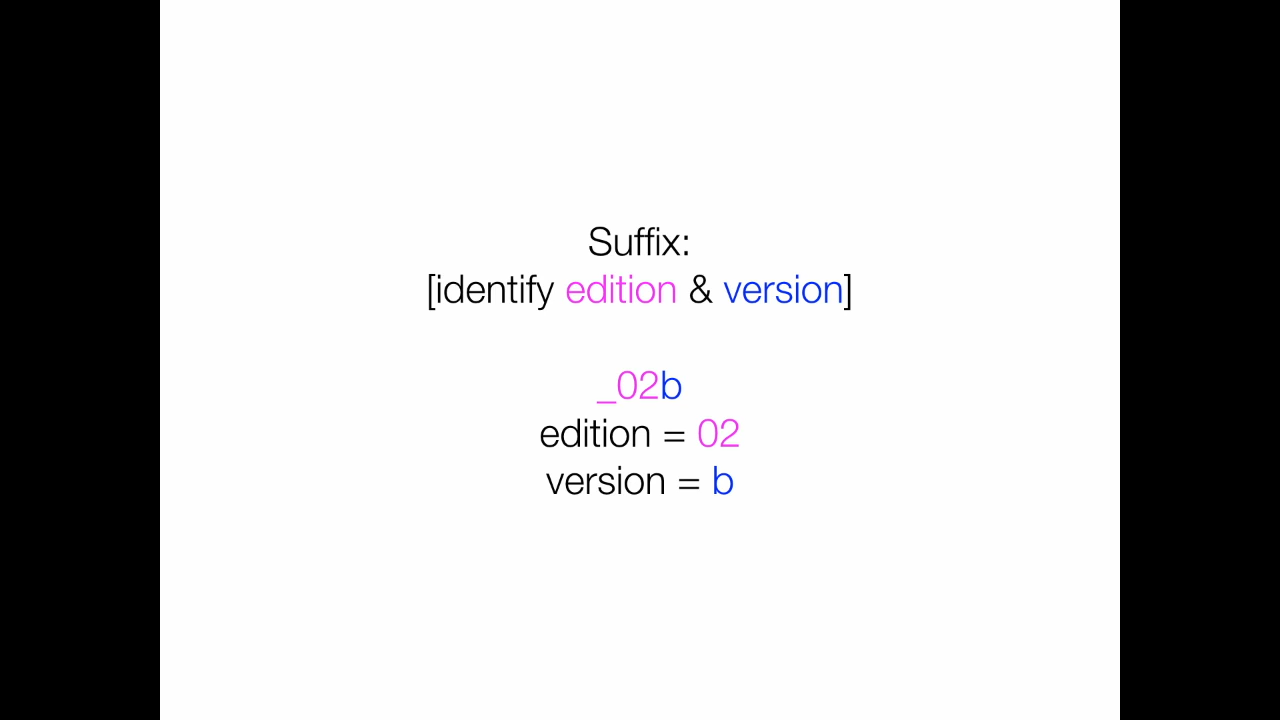 Suffix:
[identify edition & version]
_02b
edition = 02
version = b